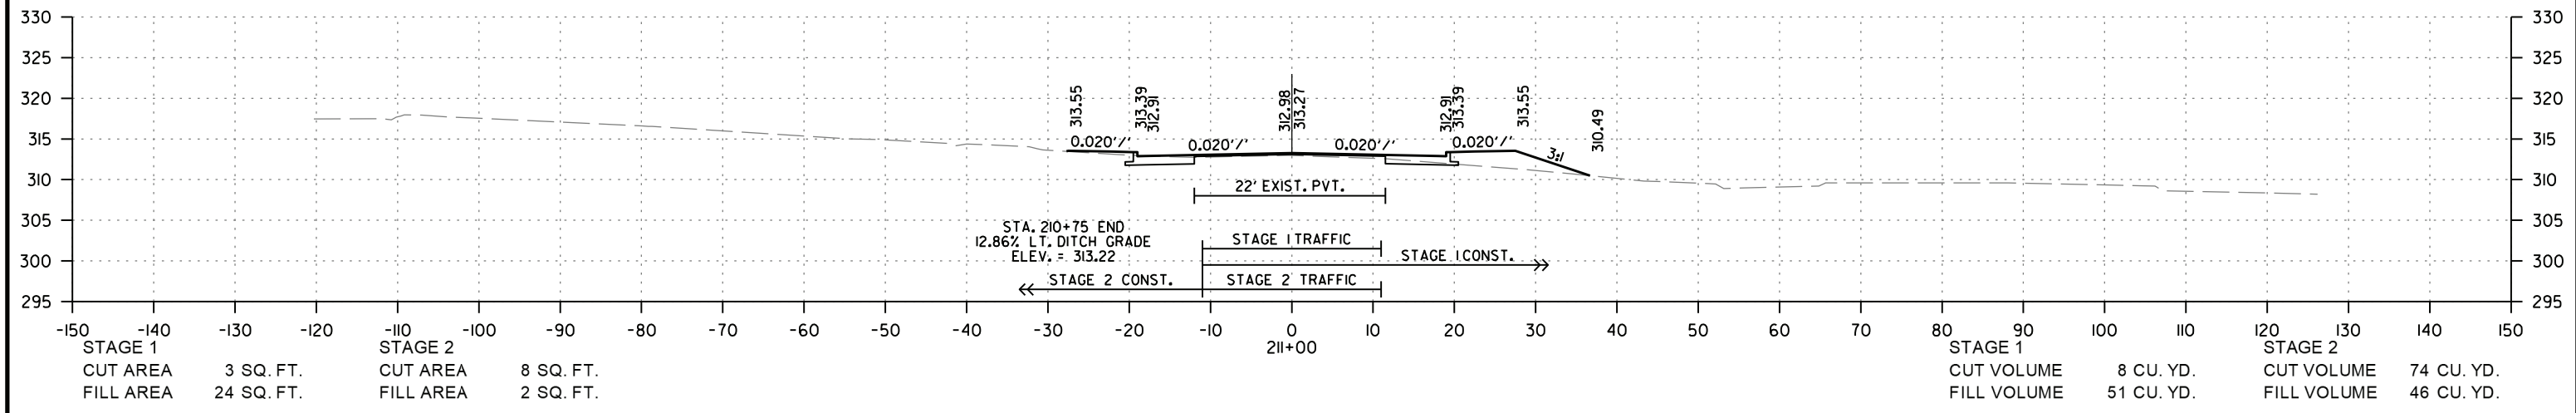 330 330
325 325
320 320
315 315
310 310
305 305
300 300
295 295
313.55 313.39 312.91 312.98 313.27 312.91 313.39 313.55 310.49
0.020'/' 0.020'/' 0.020'/' 0.020'/' 3:1
22' EXIST. PVT.
STA. 210+75 END
12.86% LT. DITCH GRADE
ELEV. = 313.22
STAGE 1 TRAFFIC
STAGE 1 CONST.
STAGE 2 CONST. STAGE 2 TRAFFIC
-150 -140 -130 -120 -110 -100 -90 -80 -70 -60 -50 -40 -30 -20 -10 0 10 20 30 40 50 60 70 80 90 100 110 120 130 140 150
211+00
STAGE 1 STAGE 2
CUT AREA 3 SQ. FT. CUT AREA 8 SQ. FT.
FILL AREA 24 SQ. FT. FILL AREA 2 SQ. FT.
STAGE 1 STAGE 2
CUT VOLUME 8 CU. YD. CUT VOLUME 74 CU. YD.
FILL VOLUME 51 CU. YD. FILL VOLUME 46 CU. YD.